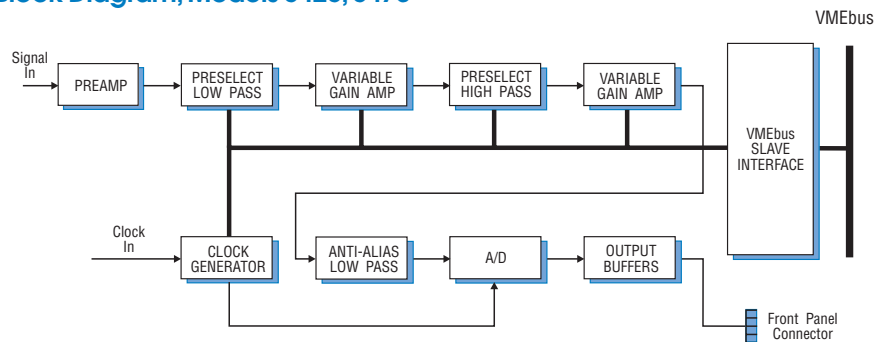 VMEbus
Signal
In
PREAMP
PRESELECT
LOW PASS
VARIABLE
GAIN AMP
PRESELECT
HIGH PASS
VARIABLE
GAIN AMP
VMEbus
SLAVE
INTERFACE
Clock
In
CLOCK
GENERATOR
ANTI-ALIAS
LOW PASS
A/D
OUTPUT
BUFFERS
Front Panel
Connector